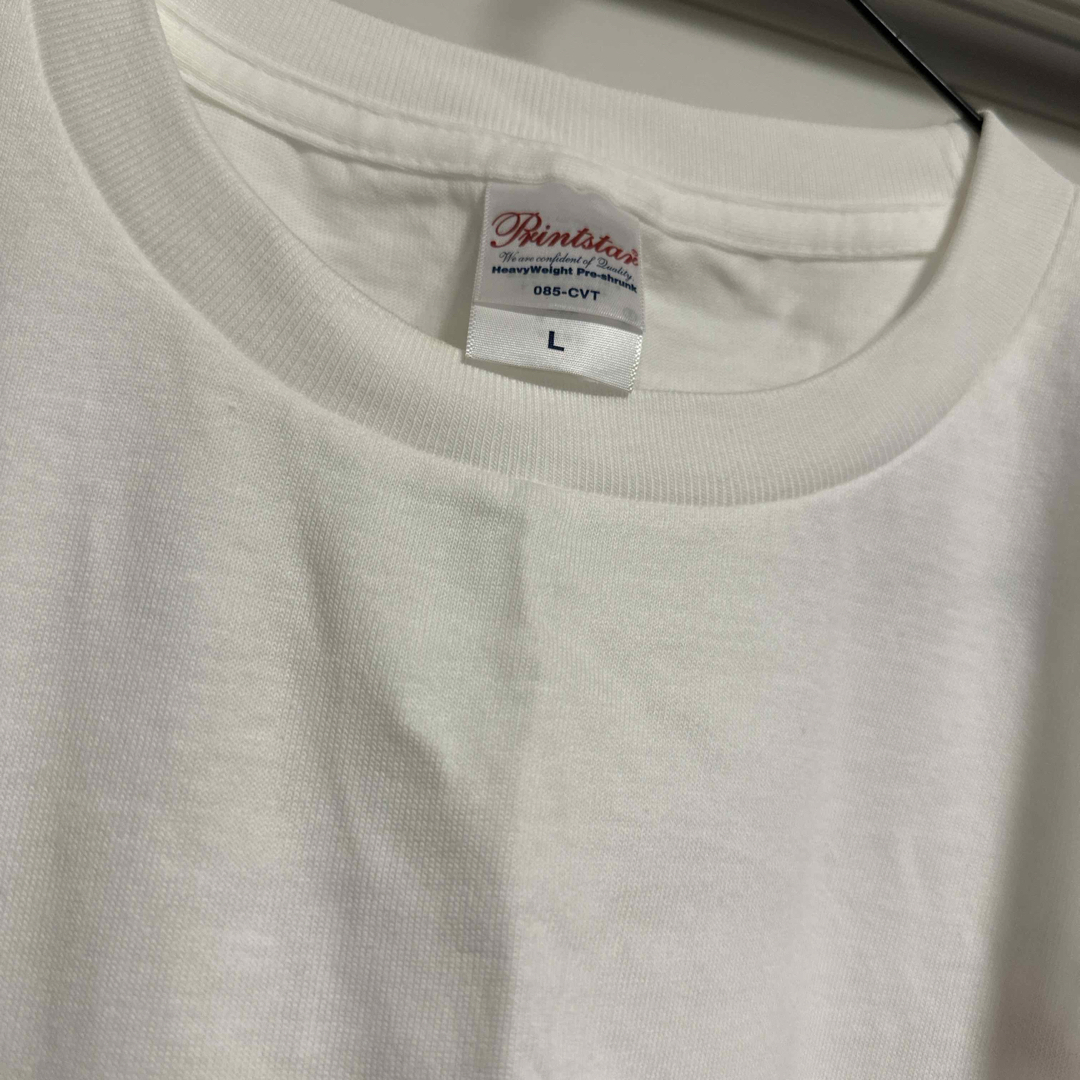 Printstar
We are confident of Quality
HeavyWeight Pre-shrunk
085-CVT
L